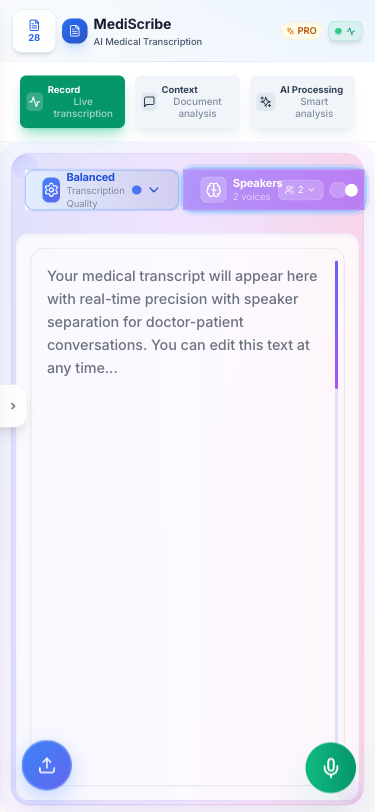 28
MediScribe
AI Medical Transcription
PRO
Record
Live
transcription
Context
Document
analysis
AI Processing
Smart
analysis
Balanced
Transcription
Quality
Speakers
2 voices
2
Your medical transcript will appear here
with real-time precision with speaker
separation for doctor-patient
conversations. You can edit this text at
any time...